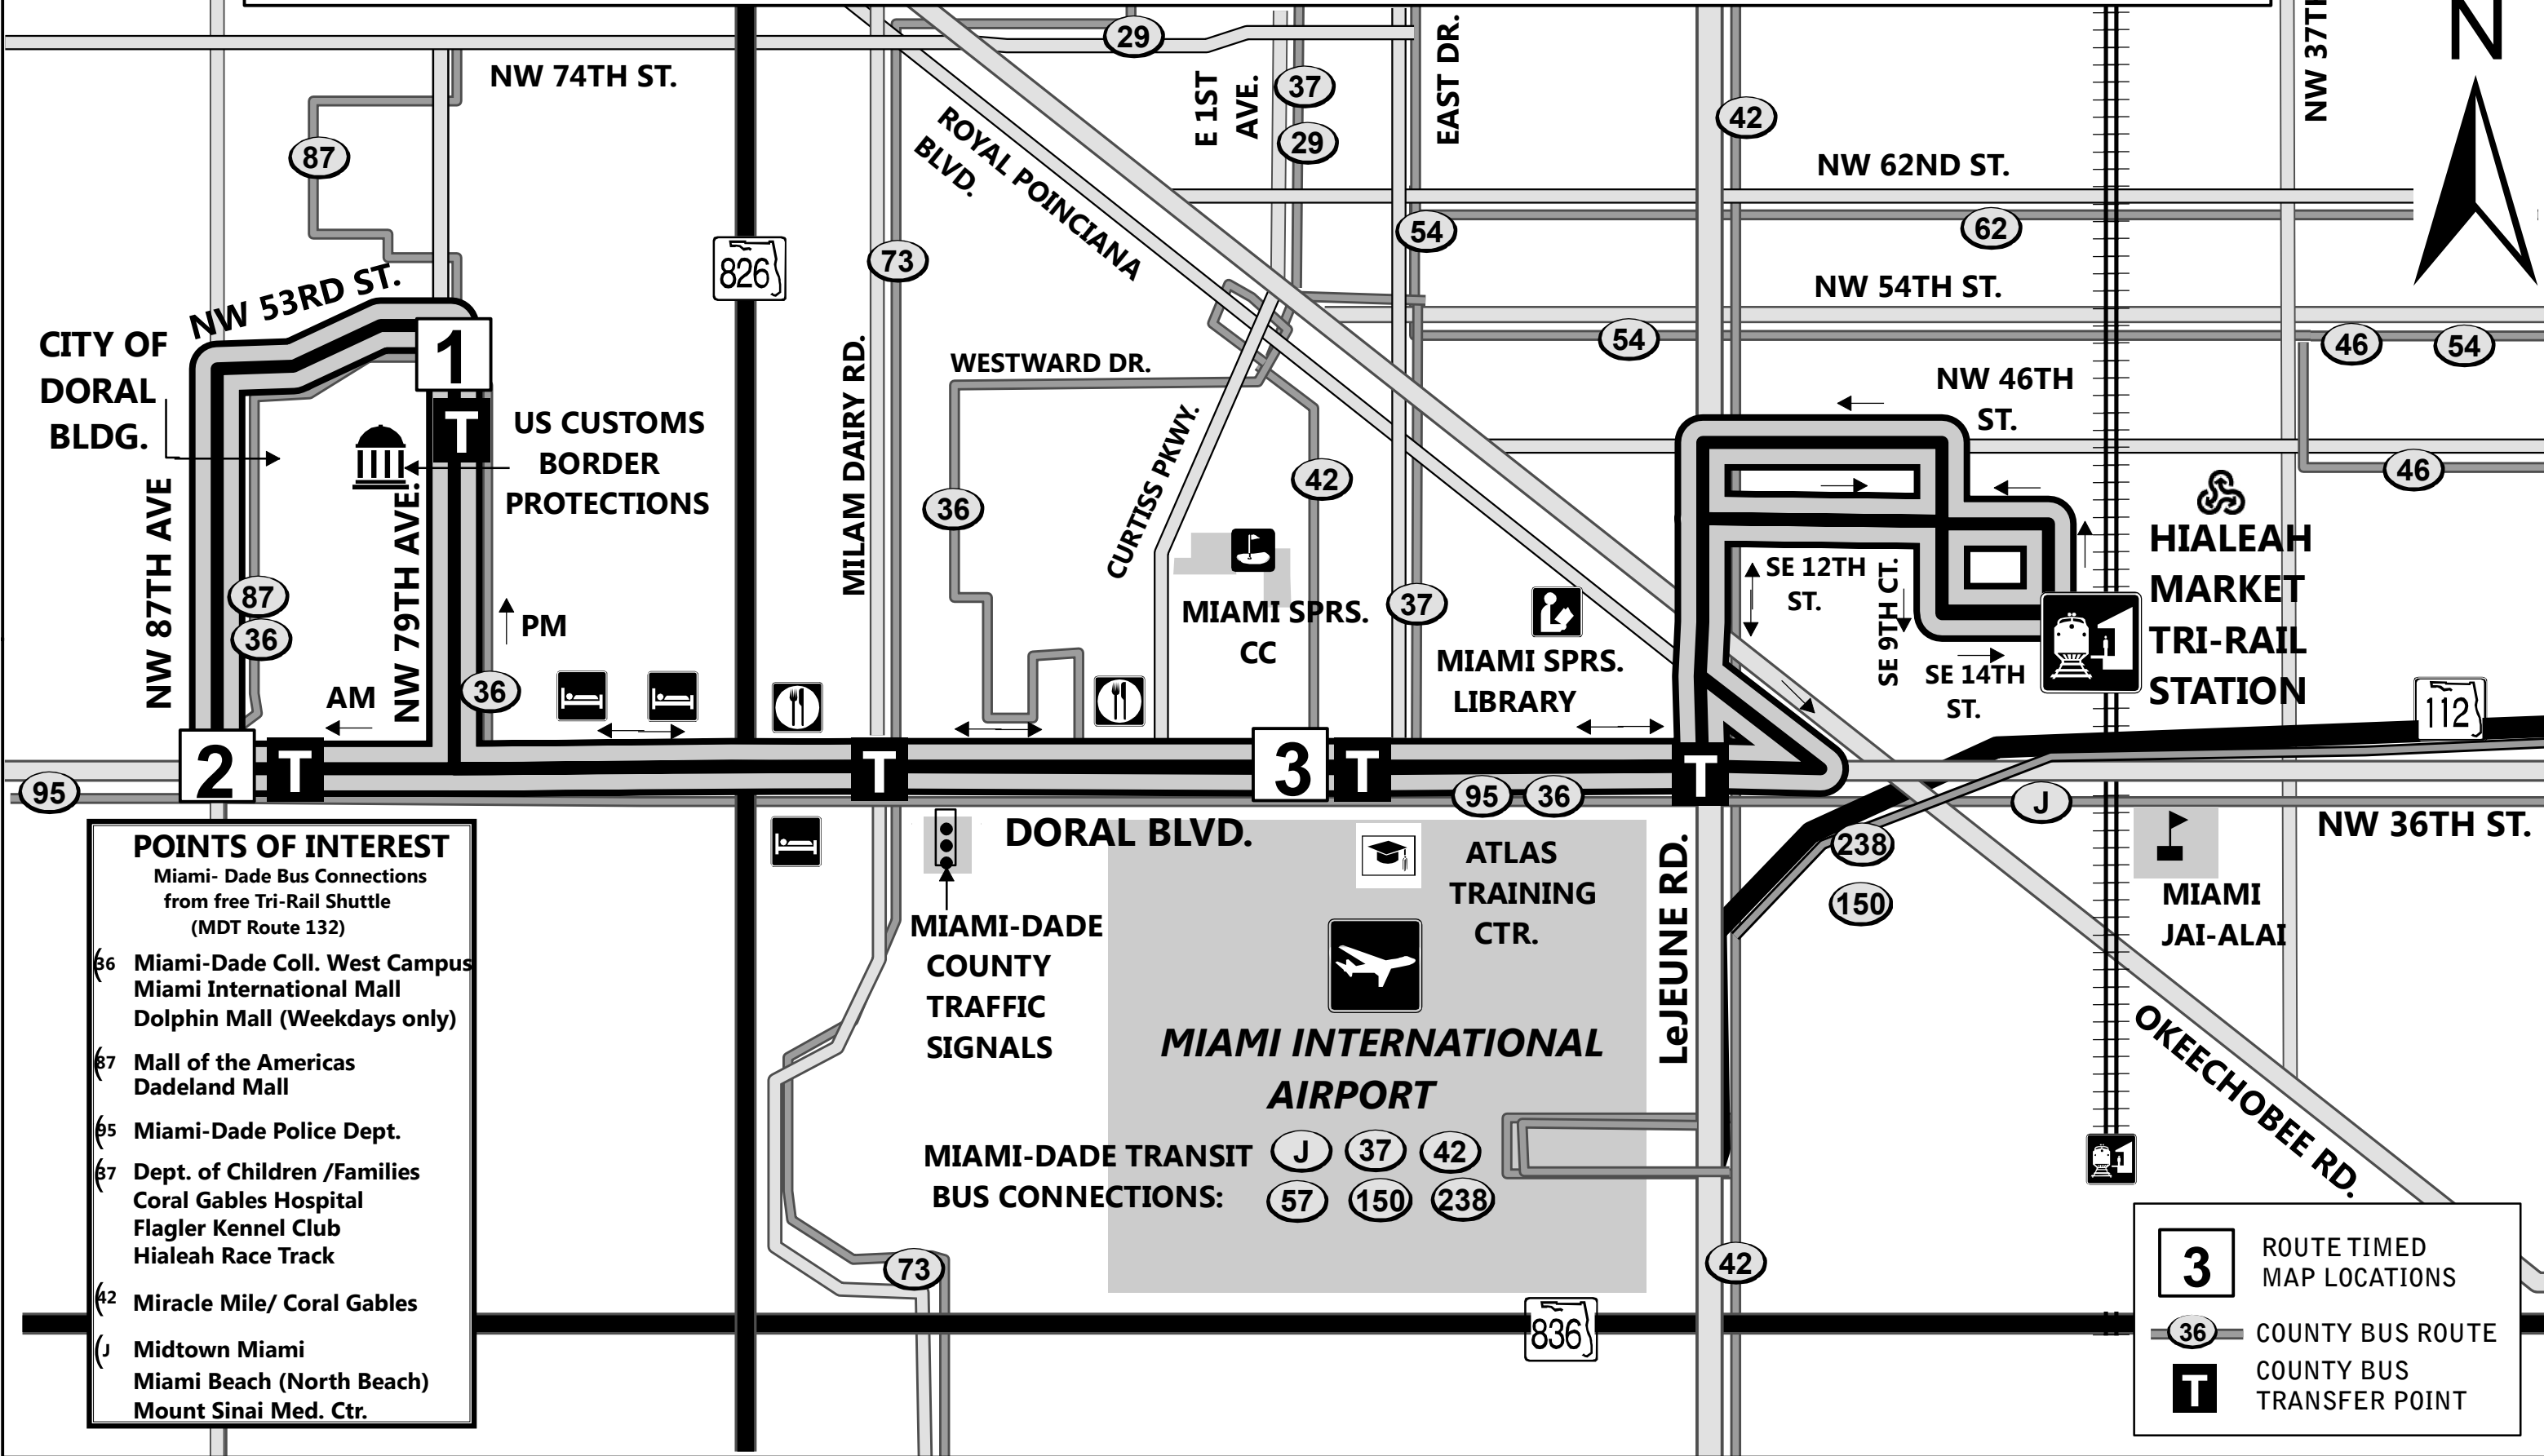 29
NW 74TH ST.
E 1ST
AVE.
37
29
EAST DR.
42
NW 37TH
N
87
ROYAL POINCIANA
BLVD.
NW 62ND ST.
62
54
826
73
NW 53RD ST.
NW 54TH ST.
54
46
54
CITY OF
DORAL
BLDG.
1
T
US CUSTOMS
BORDER
PROTECTIONS
MILAM DAIRY RD.
WESTWARD DR.
36
CURTISS PKWY.
42
NW 46TH
ST.
46
NW 87TH AVE
NW 79TH AVE.
87
36
PM
AM
36
MIAMI SPRS.
CC
37
MIAMI SPRS.
LIBRARY
SE 12TH
ST.
SE 9TH CT.
SE 14TH
ST.
HIALEAH
MARKET
TRI-RAIL
STATION
112
95
2
T
T
3
T
95
36
T
J
NW 36TH ST.
DORAL BLVD.
ATLAS
TRAINING
CTR.
LeJEUNE RD.
238
150
MIAMI
JAI-ALAI
OKEECHOBEE RD.
MIAMI-DADE
COUNTY
TRAFFIC
SIGNALS
MIAMI INTERNATIONAL
AIRPORT
MIAMI-DADE TRANSIT
BUS CONNECTIONS:
J
37
42
57
150
238
73
42
836
POINTS OF INTEREST
Miami- Dade Bus Connections
from free Tri-Rail Shuttle
(MDT Route 132)
36 Miami-Dade Coll. West Campus
Miami International Mall
Dolphin Mall (Weekdays only)
87 Mall of the Americas
Dadeland Mall
95 Miami-Dade Police Dept.
37 Dept. of Children /Families
Coral Gables Hospital
Flagler Kennel Club
Hialeah Race Track
42 Miracle Mile/ Coral Gables
J Midtown Miami
Miami Beach (North Beach)
Mount Sinai Med. Ctr.
3 ROUTE TIMED
MAP LOCATIONS
36 COUNTY BUS ROUTE
T COUNTY BUS
TRANSFER POINT